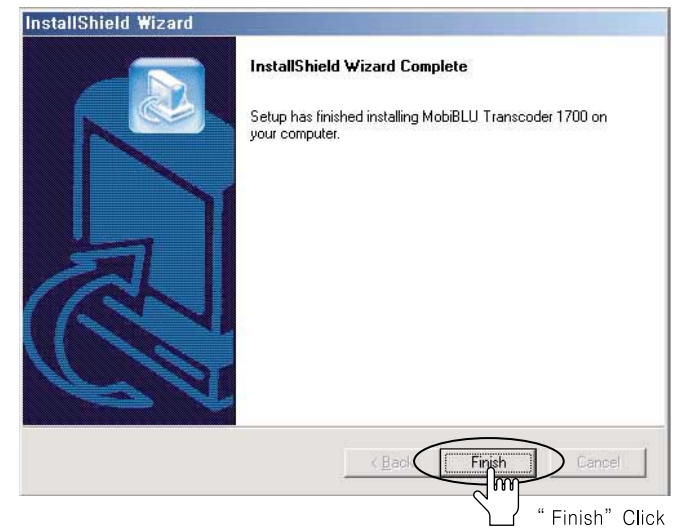 InstallShield Wizard
InstallShield Wizard Complete
Setup has finished installing MobiBLU Transcoder 1700 on
your computer.
< Back Finish Cancel
“ Finish” Click